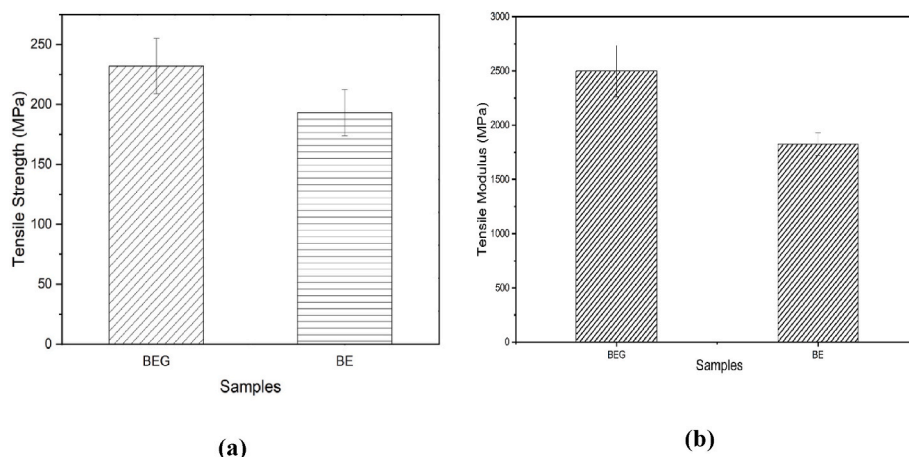 Tensile Strength (MPa)
250
200
150
100
50
0
BEG
BE
Samples
(a)
Tensile Modulus (MPa)
3000
2500
2000
1500
1000
500
0
BEG
BE
Samples
(b)